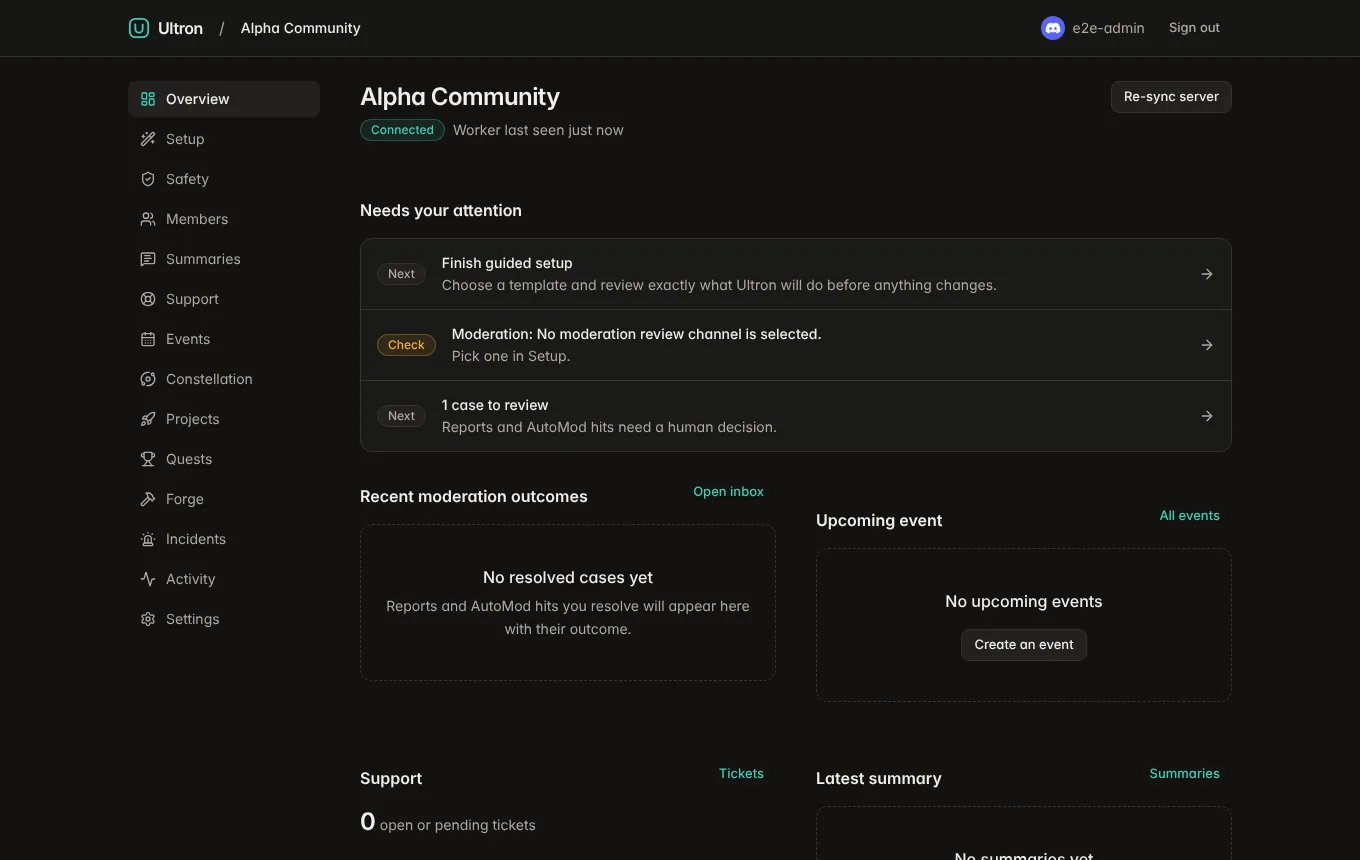 Ultron / Alpha Community
e2e-admin
Sign out
Overview
Setup
Safety
Members
Summaries
Support
Events
Constellation
Projects
Quests
Forge
Incidents
Activity
Settings
Alpha Community
Re-sync server
Connected
Worker last seen just now
Needs your attention
Next
Finish guided setup
Choose a template and review exactly what Ultron will do before anything changes.
Check
Moderation: No moderation review channel is selected.
Pick one in Setup.
Next
1 case to review
Reports and AutoMod hits need a human decision.
Recent moderation outcomes
Open inbox
No resolved cases yet
Reports and AutoMod hits you resolve will appear here
with their outcome.
Upcoming event
All events
No upcoming events
Create an event
Support
Tickets
0 open or pending tickets
Latest summary
Summaries
No summaries yet